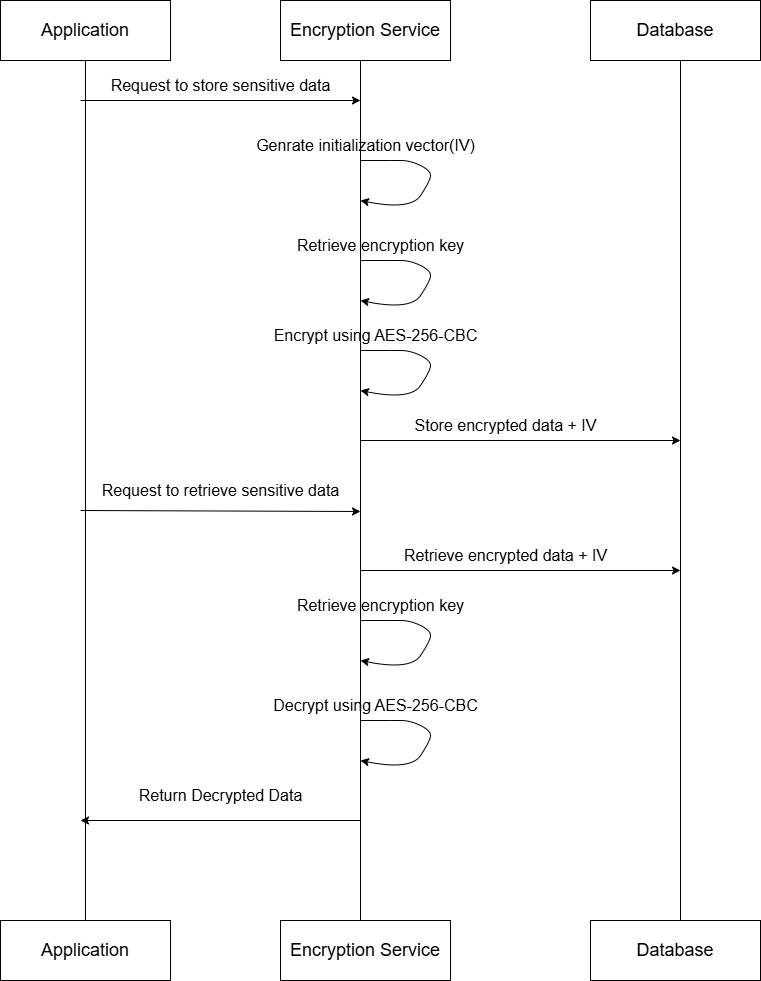 Application
Encryption Service
Database
Request to store sensitive data
Genrate initialization vector(IV)
Retrieve encryption key
Encrypt using AES-256-CBC
Store encrypted data + IV
Request to retrieve sensitive data
Retrieve encrypted data + IV
Retrieve encryption key
Decrypt using AES-256-CBC
Return Decrypted Data
Application
Encryption Service
Database